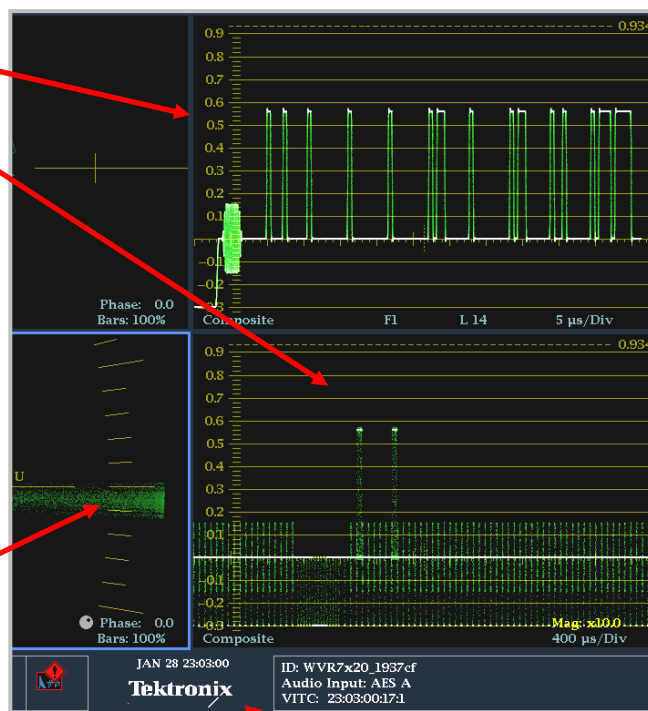 0.934
0.9
0.8
0.7
0.6
0.5
0.4
0.3
0.2
0.1
-0.1
-0.2
-0.3
Phase: 0.0
Bars: 100%
Composite F1 L 14 5 µs/Div
0.934
0.9
0.8
0.7
0.6
0.5
0.4
0.3
0.2
0.1
-0.1
-0.2
-0.3
U
Mag: x10.0
Phase: 0.0
Bars: 100%
Composite 400 µs/Div
JAN 28 23:03:00
Tektronix
ID: WVR7x20_1937cf
Audio Input: AES A
VITC: 23:03:00:17:1